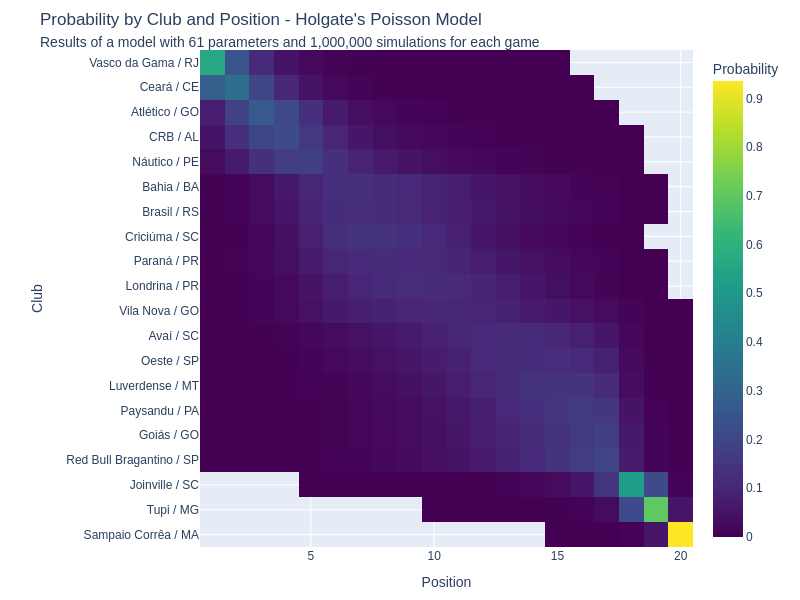 Probability by Club and Position - Holgate's Poisson Model
Results of a model with 61 parameters and 1,000,000 simulations for each game
Probability
Vasco da Gama / RJ
Ceará / CE
Atlético / GO
CRB / AL
Náutico / PE
Bahia / BA
Brasil / RS
Criciúma / SC
Paraná / PR
Londrina / PR
Vila Nova / GO
Avaí / SC
Oeste / SP
Luverdense / MT
Paysandu / PA
Goiás / GO
Red Bull Bragantino / SP
Joinville / SC
Tupi / MG
Sampaio Corrêa / MA
Club
5 10 15 20
Position
0.9
0.8
0.7
0.6
0.5
0.4
0.3
0.2
0.1
0